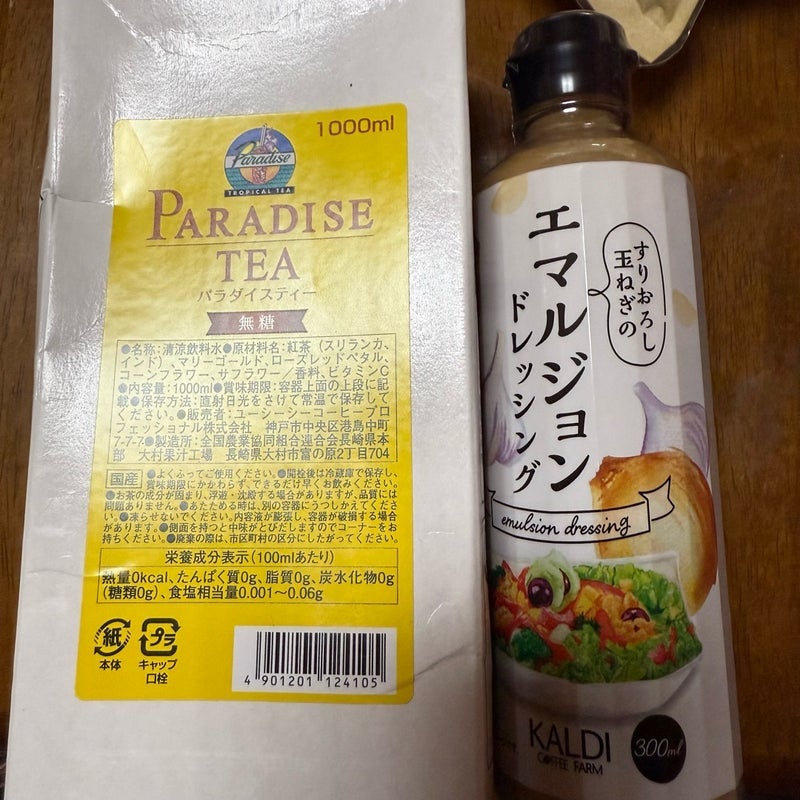 1000ml
Paradise
TROPICAL TEA
PARADISE
TEA
パラダイスティー
無糖
●名称:清涼飲料水●原材料名:紅茶(スリランカ、
インド)、マリーゴールド、ローズレッドペタル、
コーンフラワー、サフラワー/香料、ビタミンC
●内容量:1000ml●賞味期限:容器上面の上段に記
載●保存方法:直射日光をさけて常温で保存して
ください。●販売者:ユーシーシーコーヒープロ
フェッショナル株式会社 神戸市中央区港島中町
7-7-7●製造所:全国農業協同組合連合会長崎県本
部 大村果汁工場 長崎県大村市富の原2丁目704
国産
●よくふってご使用ください。●開栓後は冷蔵庫で保存し、
賞味期限にかかわらず、できるだけ早くお飲みください。
●お茶の成分が固まり、浮遊・沈殿する場合がありますが、品質には
問題ありません。●あたためる時は、別の容器にうつしかえてくださ
い。●凍らせないでください。内容液が膨張し、容器が破損する場合
があります。●側面を持つと中味がとびだしますのでコーナーをお
持ちください。●廃棄の際は、市区町村の区分にしたがってください。
栄養成分表示(100mlあたり)
熱量0kcal、たんぱく質0g、脂質0g、炭水化物0g
(糖類0g)、食塩相当量0.001～0.06g
紙
本体
プラ
キャップ
口栓
4 901201 124105
すりおろし
玉ねぎの
エマルジョン
ドレッシング
emulsion dressing
KALDI
COFFEE FARM
300ml